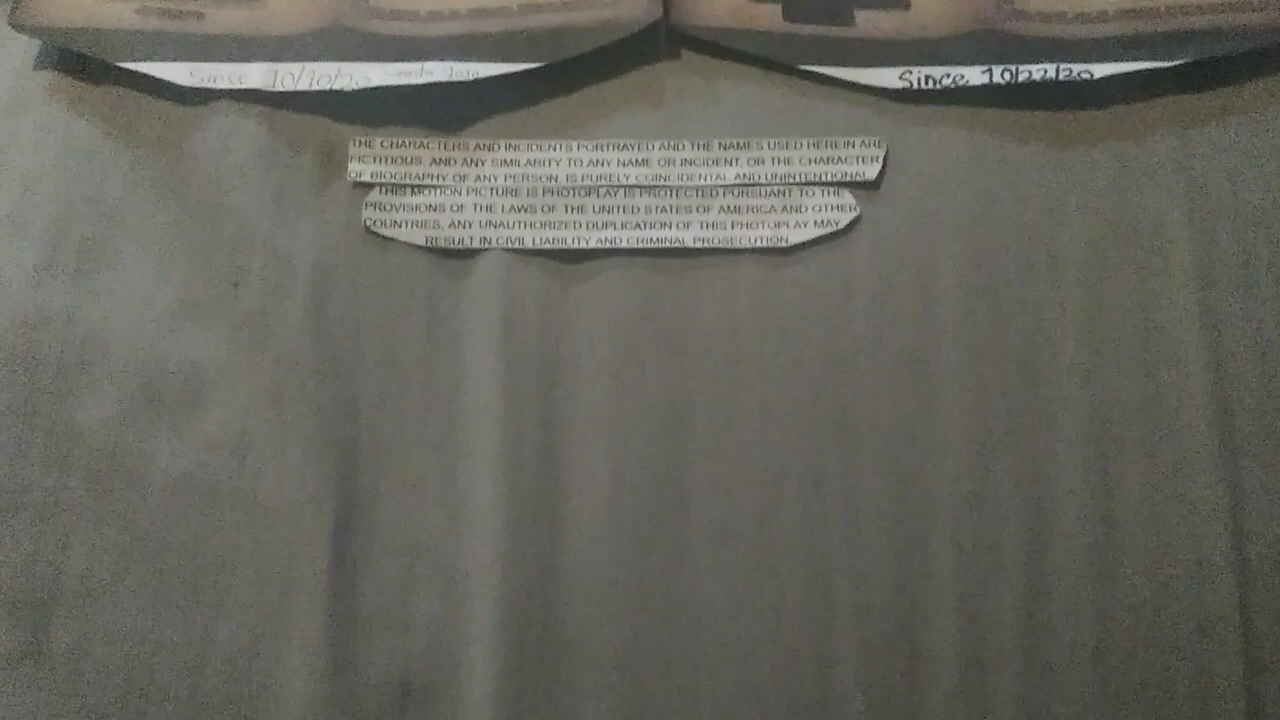 Since 10/10/20
Since 10/22/20
THE CHARACTERS AND INCIDENTS PORTRAYED AND THE NAMES USED HEREIN ARE
FICTITIOUS, AND ANY SIMILARITY TO ANY NAME OR INCIDENT, OR THE CHARACTER
OF BIOGRAPHY OF ANY PERSON, IS PURELY COINCIDENTAL AND UNINTENTIONAL
THIS MOTION PICTURE IS PHOTOPLAY IS PROTECTED PURSUANT TO THE
PROVISIONS OF THE LAWS OF THE UNITED STATES OF AMERICA AND OTHER
COUNTRIES, ANY UNAUTHORIZED DUPLICATION OF THIS PHOTOPLAY MAY
RESULT IN CIVIL LIABILITY AND CRIMINAL PROSECUTION